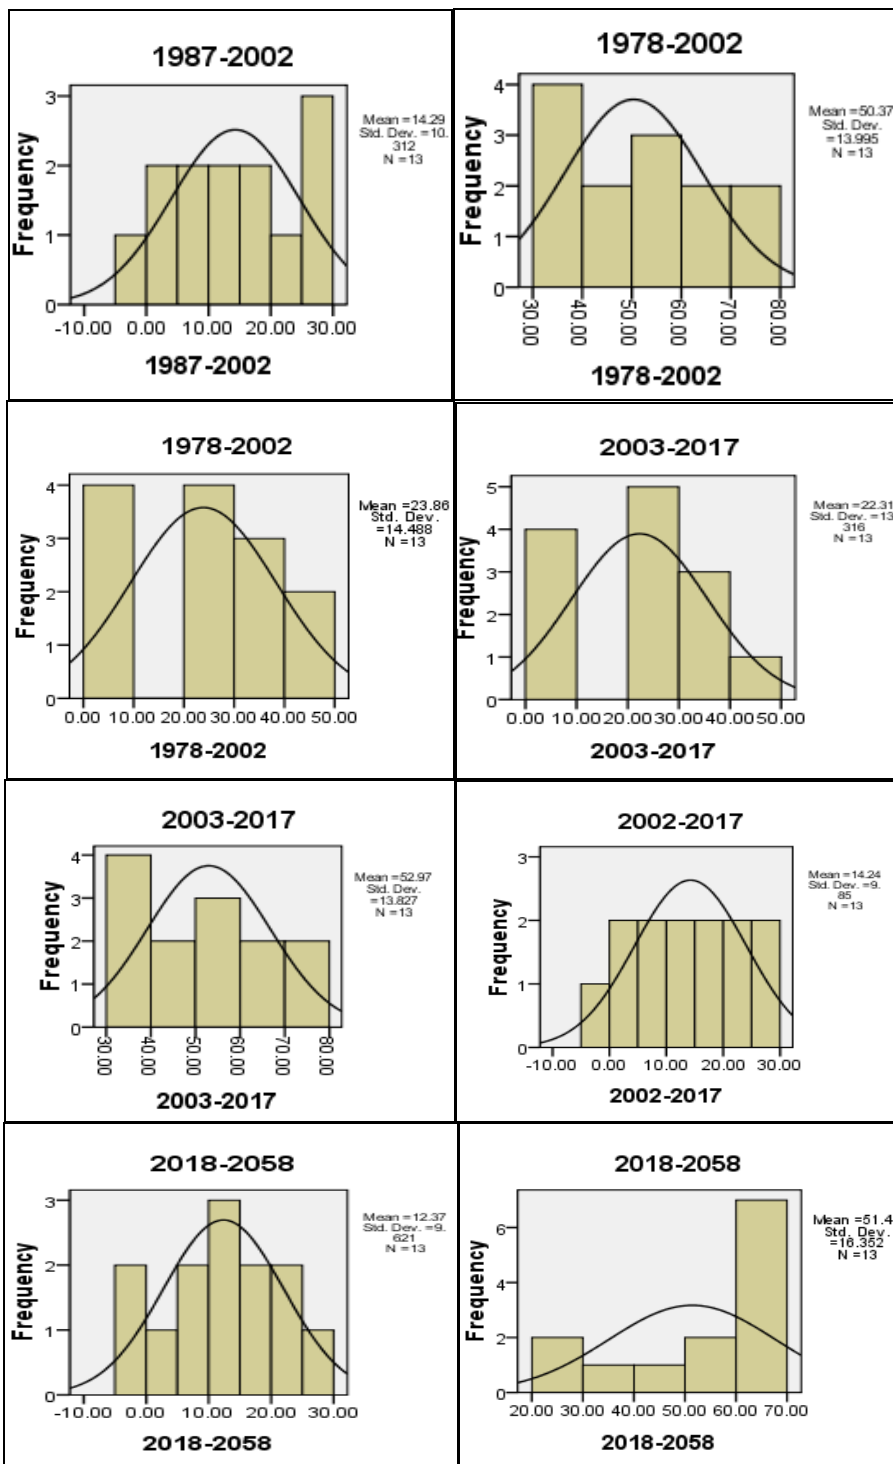 1987-2002
Frequency
3
2
1
0
-10.00 0.00 10.00 20.00 30.00
1987-2002
Mean =14.29
Std. Dev. =10.
312
N =13
1978-2002
Frequency
4
3
2
1
0
30.00 40.00 50.00 60.00 70.00 80.00
1978-2002
Mean =50.37
Std. Dev.
=13.995
N =13
1978-2002
Frequency
4
3
2
1
0
0.00 10.00 20.00 30.00 40.00 50.00
1978-2002
Mean =23.86
Std. Dev.
=14.488
N =13
2003-2017
Frequency
5
4
3
2
1
0
0.00 10.00 20.00 30.00 40.00 50.00
2003-2017
Mean =22.31
Std. Dev. =13
316
N =13
2003-2017
Frequency
4
3
2
1
0
30.00 40.00 50.00 60.00 70.00 80.00
2003-2017
Mean =52.97
Std. Dev.
=13.827
N =13
2002-2017
Frequency
3
2
1
0
-10.00 0.00 10.00 20.00 30.00
2002-2017
Mean =14.24
Std. Dev. =9.
85
N =13
2018-2058
Frequency
3
2
1
0
-10.00 0.00 10.00 20.00 30.00
2018-2058
Mean =12.37
Std. Dev. =9.
621
N =13
2018-2058
Frequency
6
4
2
0
20.00 30.00 40.00 50.00 60.00 70.00
2018-2058
Mean =51.4
Std. Dev.
=16.352
N =13